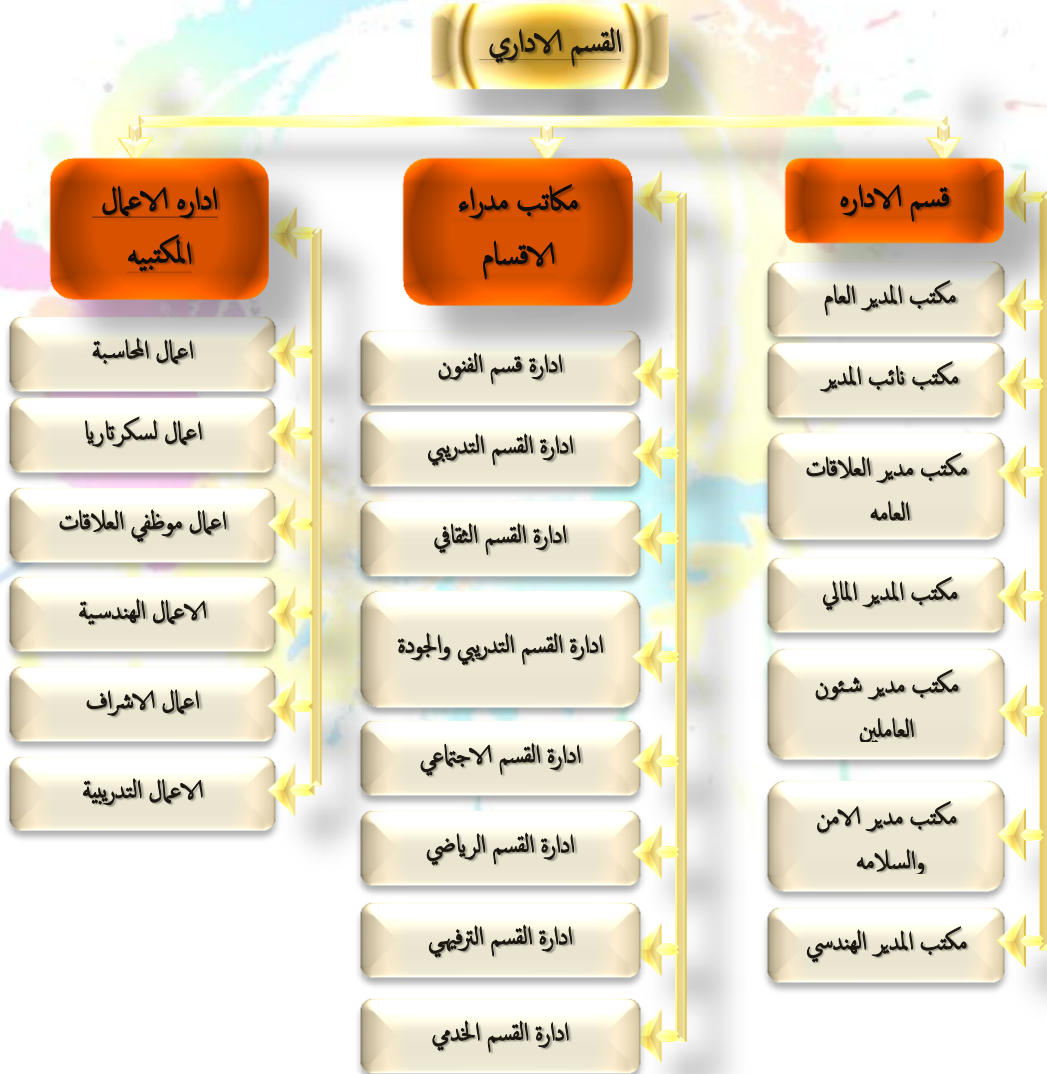 القسم الاداري
قسم الاداره
مكتب المدير العام
مكتب نائب المدير
مكتب مدير العلاقات
العامه
مكتب المدير المالي
مكتب مدير شئون
العاملين
مكتب مدير الامن
والسلامه
مكتب المدير الهندسي
مكاتب مدراء
الاقسام
ادارة قسم الفنون
ادارة القسم التدريبي
ادارة القسم الثقافي
ادارة القسم التدريبي والجودة
ادارة القسم الاجتماعي
ادارة القسم الرياضي
ادارة القسم الترفيهي
ادارة القسم الخدمي
اداره الاعمال
المكتبيه
اعمال المحاسبة
اعمال لسكرتاريا
اعمال موظفي العلاقات
الاعمال الهندسية
اعمال الاشراف
الاعمال التدريبية